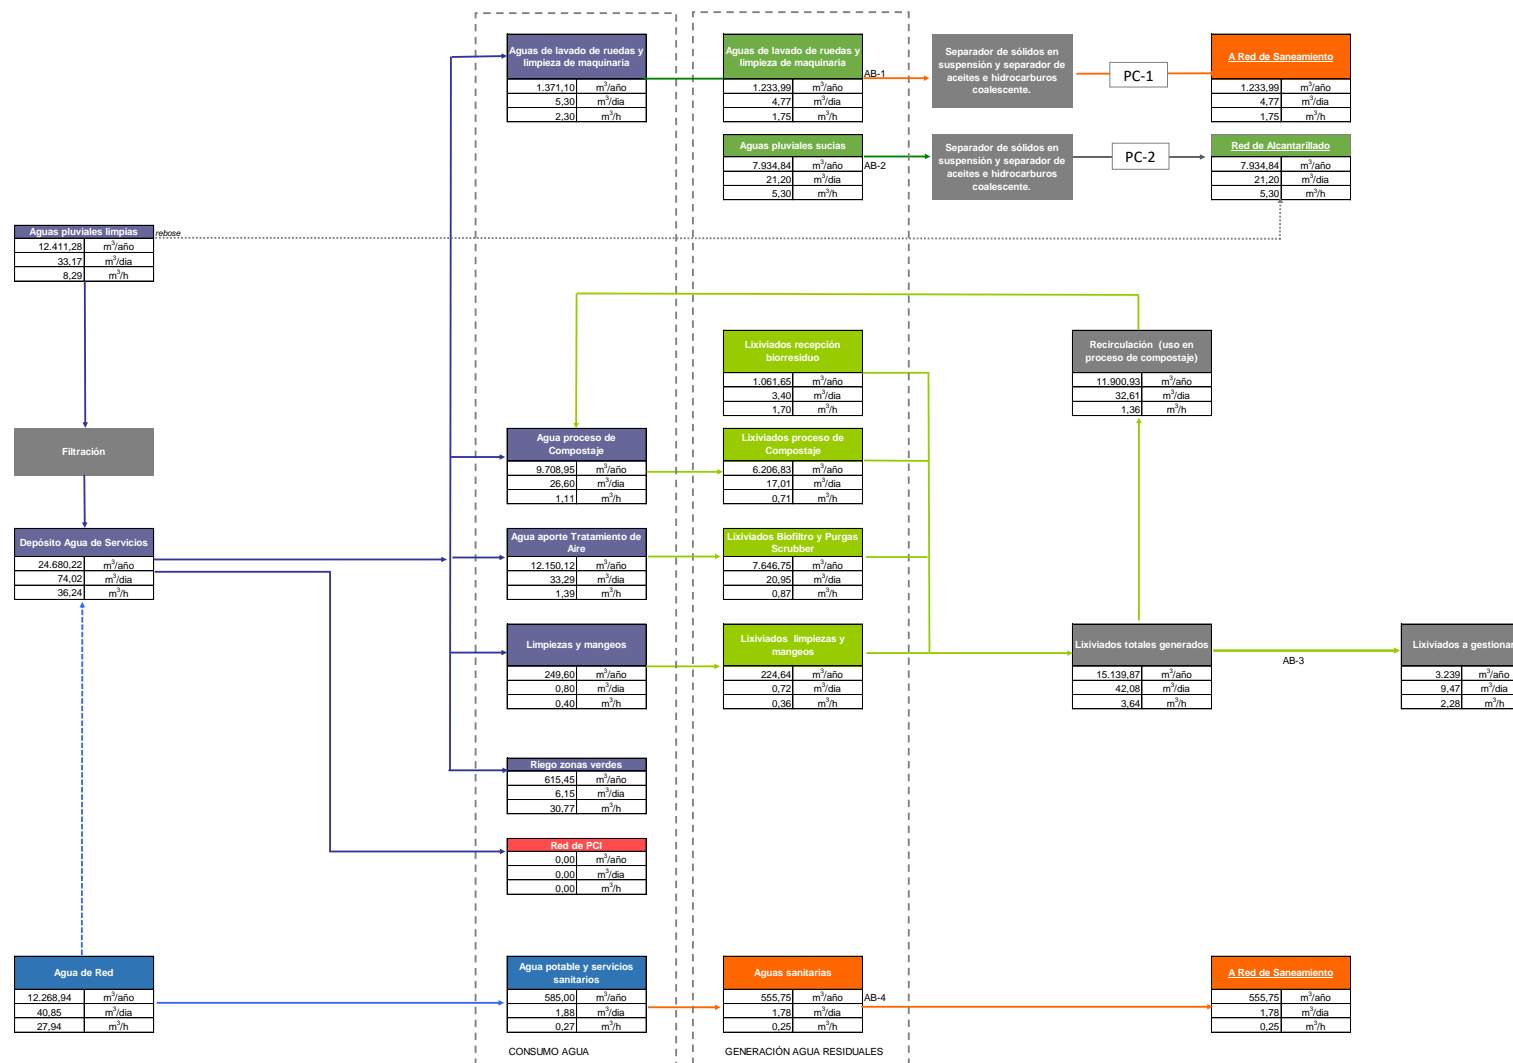 Aguas de lavado de ruedas y
limpieza de maquinaria
1.371,10 m³/año
5,30 m³/dia
2,30 m³/h
Aguas de lavado de ruedas y
limpieza de maquinaria
1.233,99 m³/año
4,77 m³/dia
1,75 m³/h
AB-1
Separador de sólidos en
suspensión y separador de
aceites e hidrocarburos
coalescente.
PC-1
A Red de Saneamiento
1.233,99 m³/año
4,77 m³/dia
1,75 m³/h
Aguas pluviales sucias
7.934,84 m³/año
21,20 m³/dia
5,30 m³/h
AB-2
Separador de sólidos en
suspensión y separador de
aceites e hidrocarburos
coalescente.
PC-2
Red de Alcantarillado
7.934,84 m³/año
21,20 m³/dia
5,30 m³/h
Aguas pluviales limpias
12.411,28 m³/año
33,17 m³/dia
8,29 m³/h
rebose
Lixiviados recepción
biorresiduo
1.061,65 m³/año
3,40 m³/dia
1,70 m³/h
Recirculación (uso en
proceso de compostaje)
11.900,93 m³/año
32,61 m³/dia
1,36 m³/h
Filtración
Agua proceso de
Compostaje
9.708,95 m³/año
26,60 m³/dia
1,11 m³/h
Lixiviados proceso de
Compostaje
6.206,83 m³/año
17,01 m³/dia
0,71 m³/h
Depósito Agua de Servicios
24.680,22 m³/año
74,02 m³/dia
36,24 m³/h
Agua aporte Tratamiento de
Aire
12.150,12 m³/año
33,29 m³/dia
1,39 m³/h
Lixiviados Biofiltro y Purgas
Scrubber
7.646,75 m³/año
20,95 m³/dia
0,87 m³/h
Limpiezas y mangeos
249,60 m³/año
0,80 m³/dia
0,40 m³/h
Lixiviados limpiezas y
mangeos
224,64 m³/año
0,72 m³/dia
0,36 m³/h
Lixiviados totales generados
15.139,87 m³/año
42,08 m³/dia
3,64 m³/h
AB-3
Lixiviados a gestionar
3.239 m³/año
9,47 m³/dia
2,28 m³/h
Riego zonas verdes
615,45 m³/año
6,15 m³/dia
30,77 m³/h
Red de PCI
0,00 m³/año
0,00 m³/dia
0,00 m³/h
Agua de Red
12.268,94 m³/año
40,85 m³/dia
27,94 m³/h
Agua potable y servicios
sanitarios
585,00 m³/año
1,88 m³/dia
0,27 m³/h
Aguas sanitarias
555,75 m³/año
1,78 m³/dia
0,25 m³/h
AB-4
A Red de Saneamiento
555,75 m³/año
1,78 m³/dia
0,25 m³/h
CONSUMO AGUA
GENERACIÓN AGUA RESIDUALES